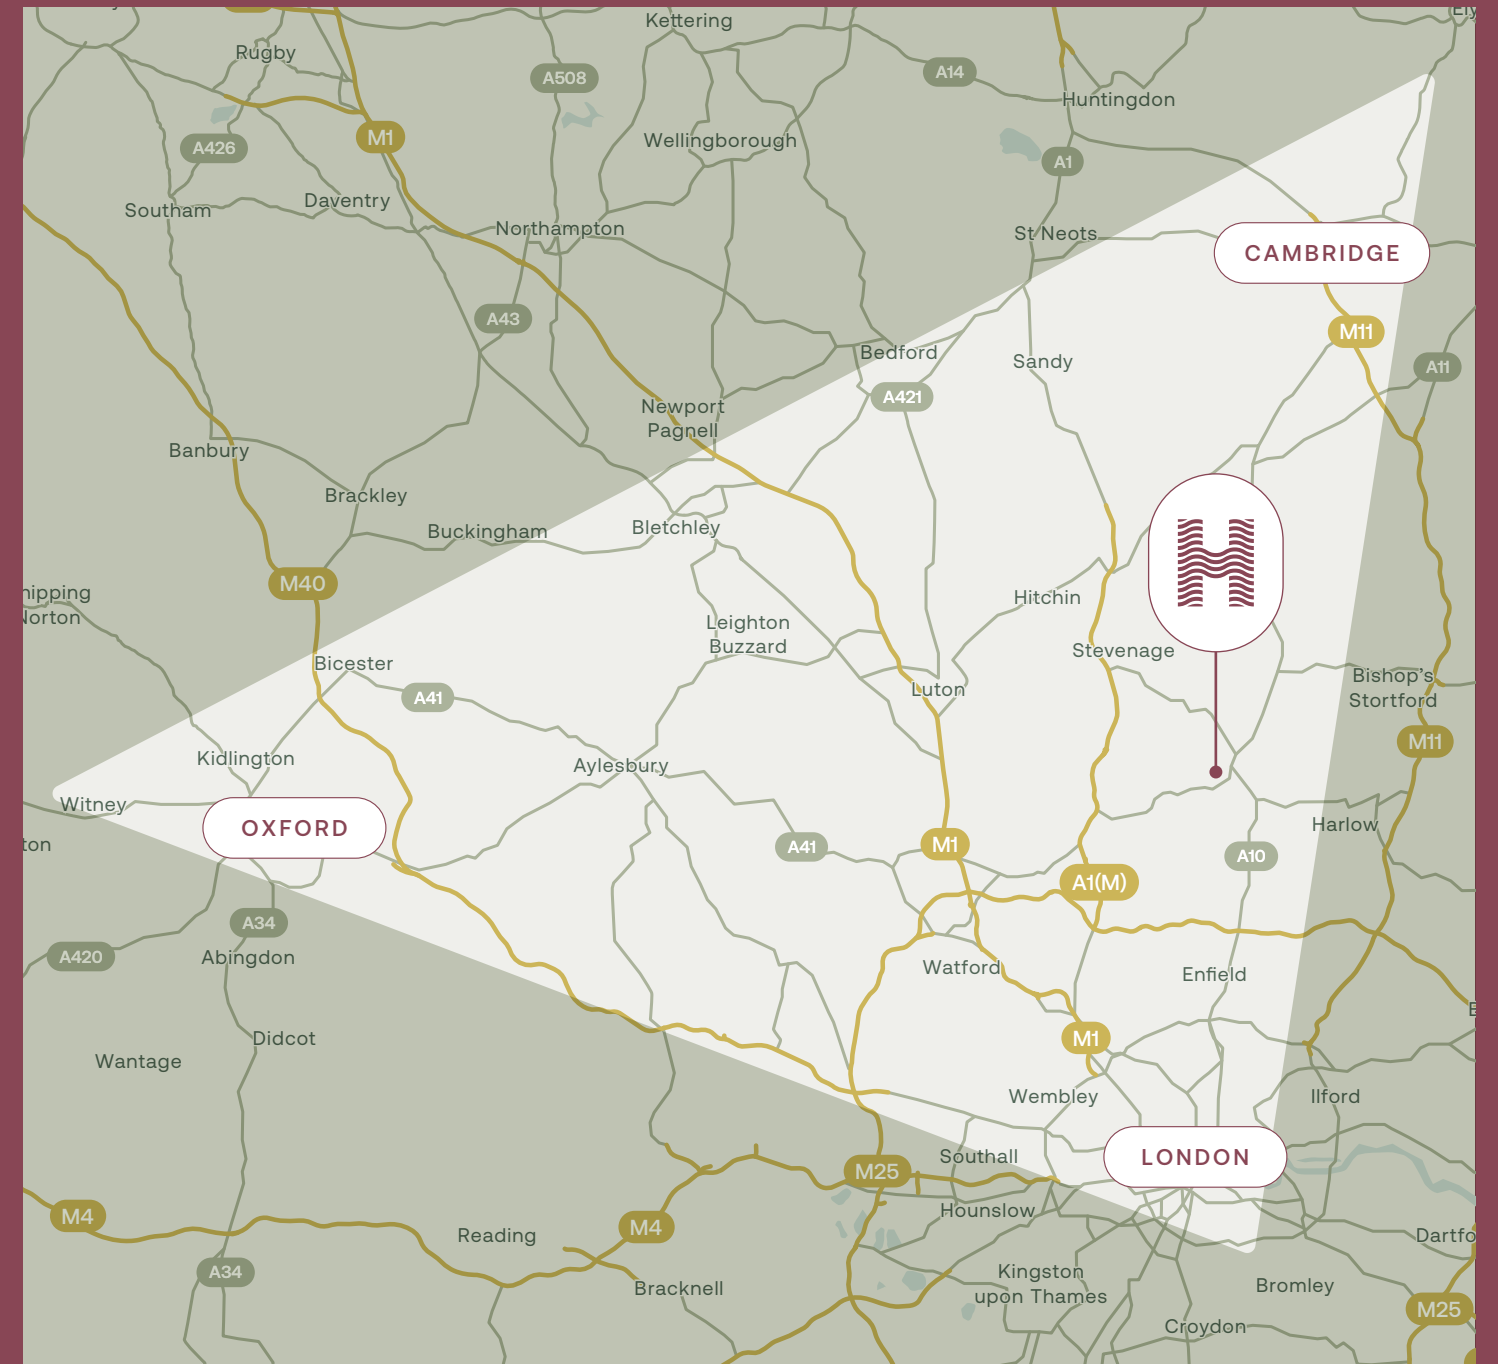 Kettering
Rugby
A508
A14
Huntingdon
M1
A426
Wellingborough
A1
Southam
Daventry
Northampton
St Neots
CAMBRIDGE
A43
M11
Bedford
Sandy
A11
A421
Newport
Pagnell
Banbury
Brackley
Buckingham
Bletchley
M40
hipping
Norton
Hitchin
H
Leighton
Buzzard
Stevenage
Bicester
Bishop's
Stortford
A41
Luton
M11
Kidlington
Aylesbury
Witney
OXFORD
Harlow
ton
A41
M1
A10
A1(M)
A34
A420
Abingdon
Watford
Enfield
Didcot
M1
Wantage
Wembley
Ilford
Southall
LONDON
M25
M4
Hounslow
M4
Reading
Dartfo
A34
Kingston
upon Thames
Bracknell
Bromley
M25
Croydon